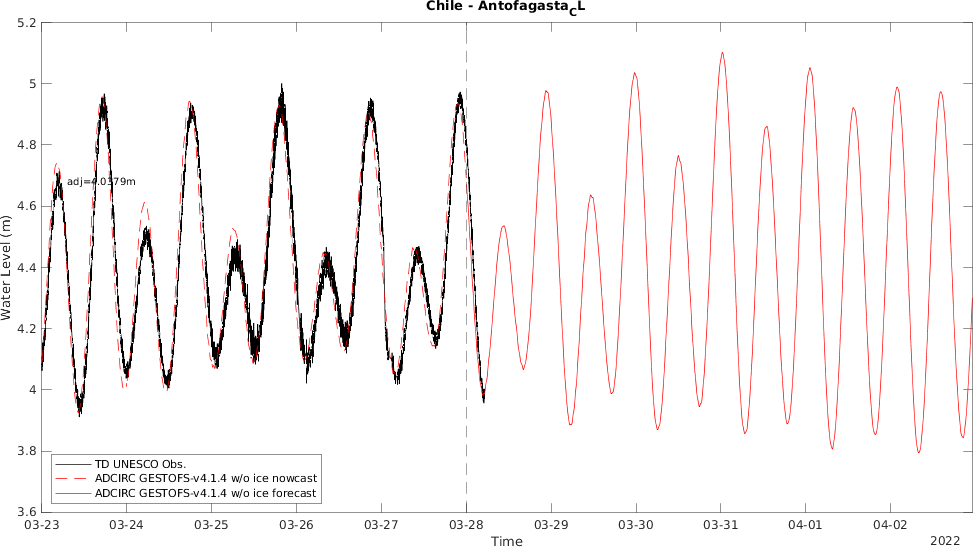 Chile - Antofagasta_CL
5.2
5
4.8
4.6
4.4
4.2
4
3.8
3.6
Water Level (m)
adj=4.0379m
TD UNESCO Obs.
ADCIRC GESTOFS-v4.1.4 w/o ice nowcast
ADCIRC GESTOFS-v4.1.4 w/o ice forecast
03-23 03-24 03-25 03-26 03-27 03-28 03-29 03-30 03-31 04-01 04-02
Time
2022